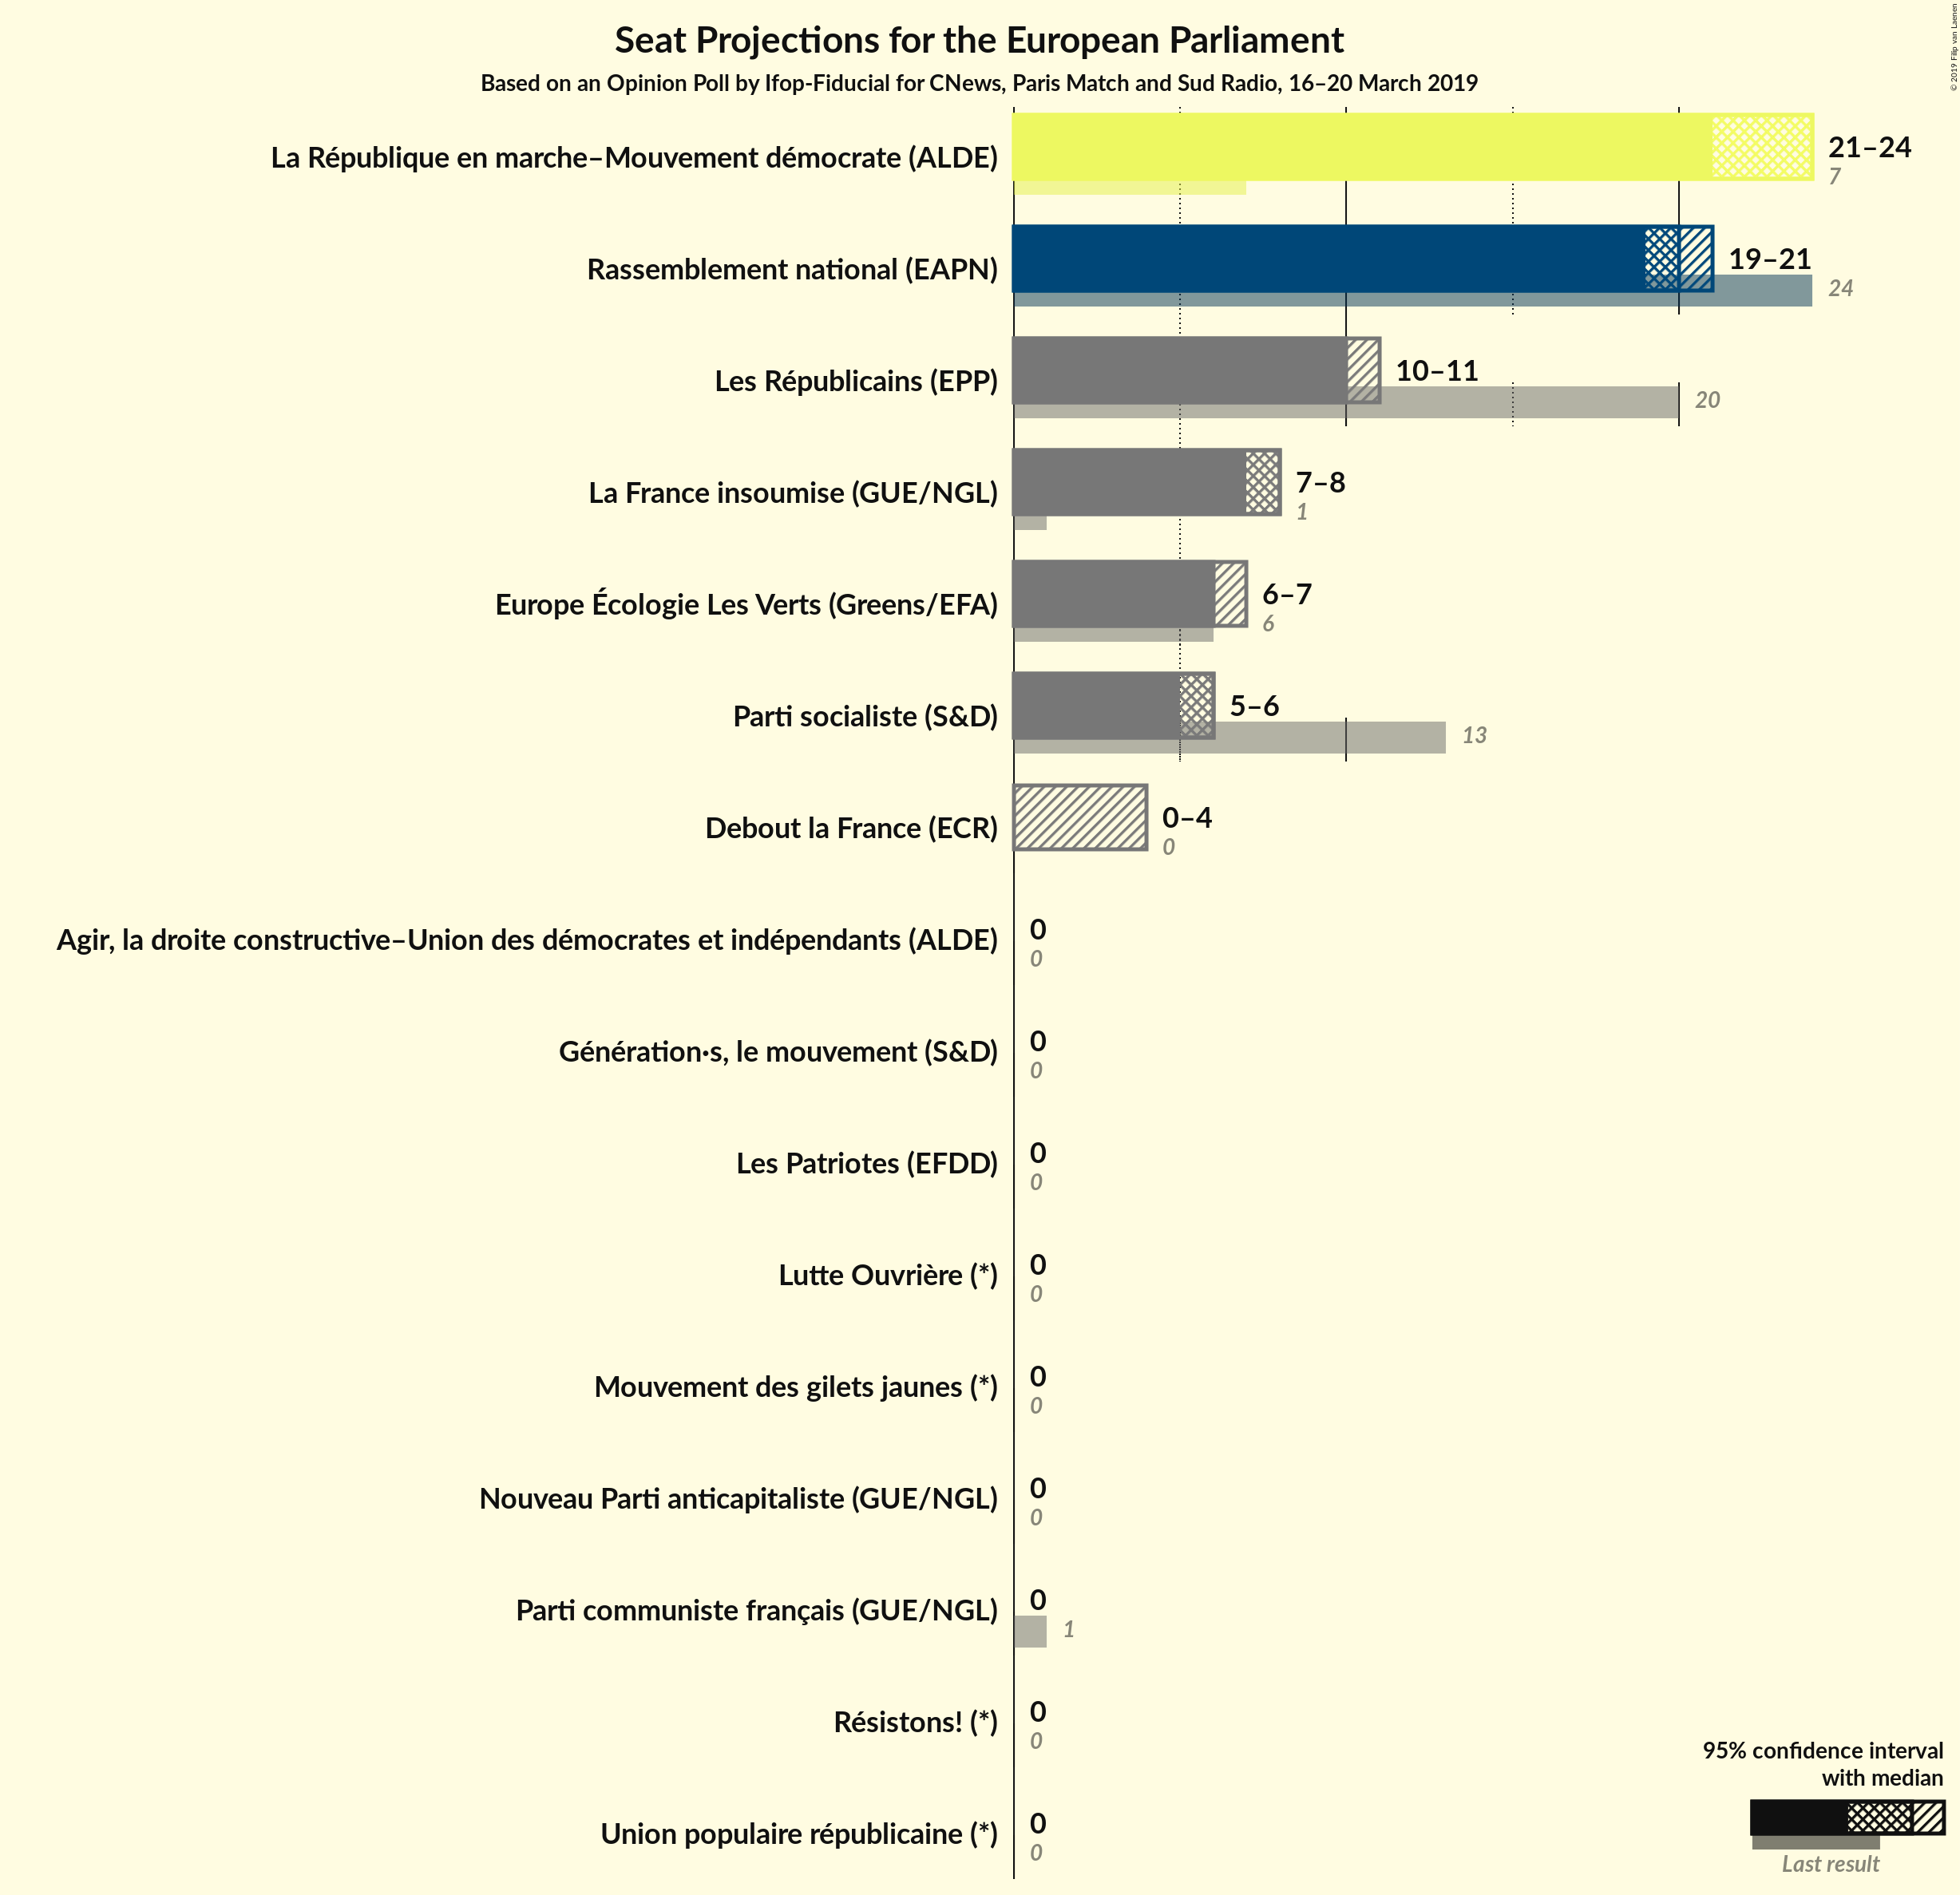 Seat Projections for the European Parliament
Based on an Opinion Poll by Ifop-Fiducial for CNews, Paris Match and Sud Radio, 16–20 March 2019
© 2019 Filip van Laenen
La République en marche–Mouvement démocrate (ALDE)
21–24
7
Rassemblement national (EAPN)
19–21
24
Les Républicains (EPP)
10–11
20
La France insoumise (GUE/NGL)
7–8
1
Europe Écologie Les Verts (Greens/EFA)
6–7
6
Parti socialiste (S&D)
5–6
13
Debout la France (ECR)
0–4
0
Agir, la droite constructive–Union des démocrates et indépendants (ALDE)
0
0
Génération·s, le mouvement (S&D)
0
0
Les Patriotes (EFDD)
0
0
Lutte Ouvrière (*)
0
0
Mouvement des gilets jaunes (*)
0
0
Nouveau Parti anticapitaliste (GUE/NGL)
0
0
Parti communiste français (GUE/NGL)
0
1
Résistons! (*)
0
0
Union populaire républicaine (*)
0
0
95% confidence interval
with median
Last result